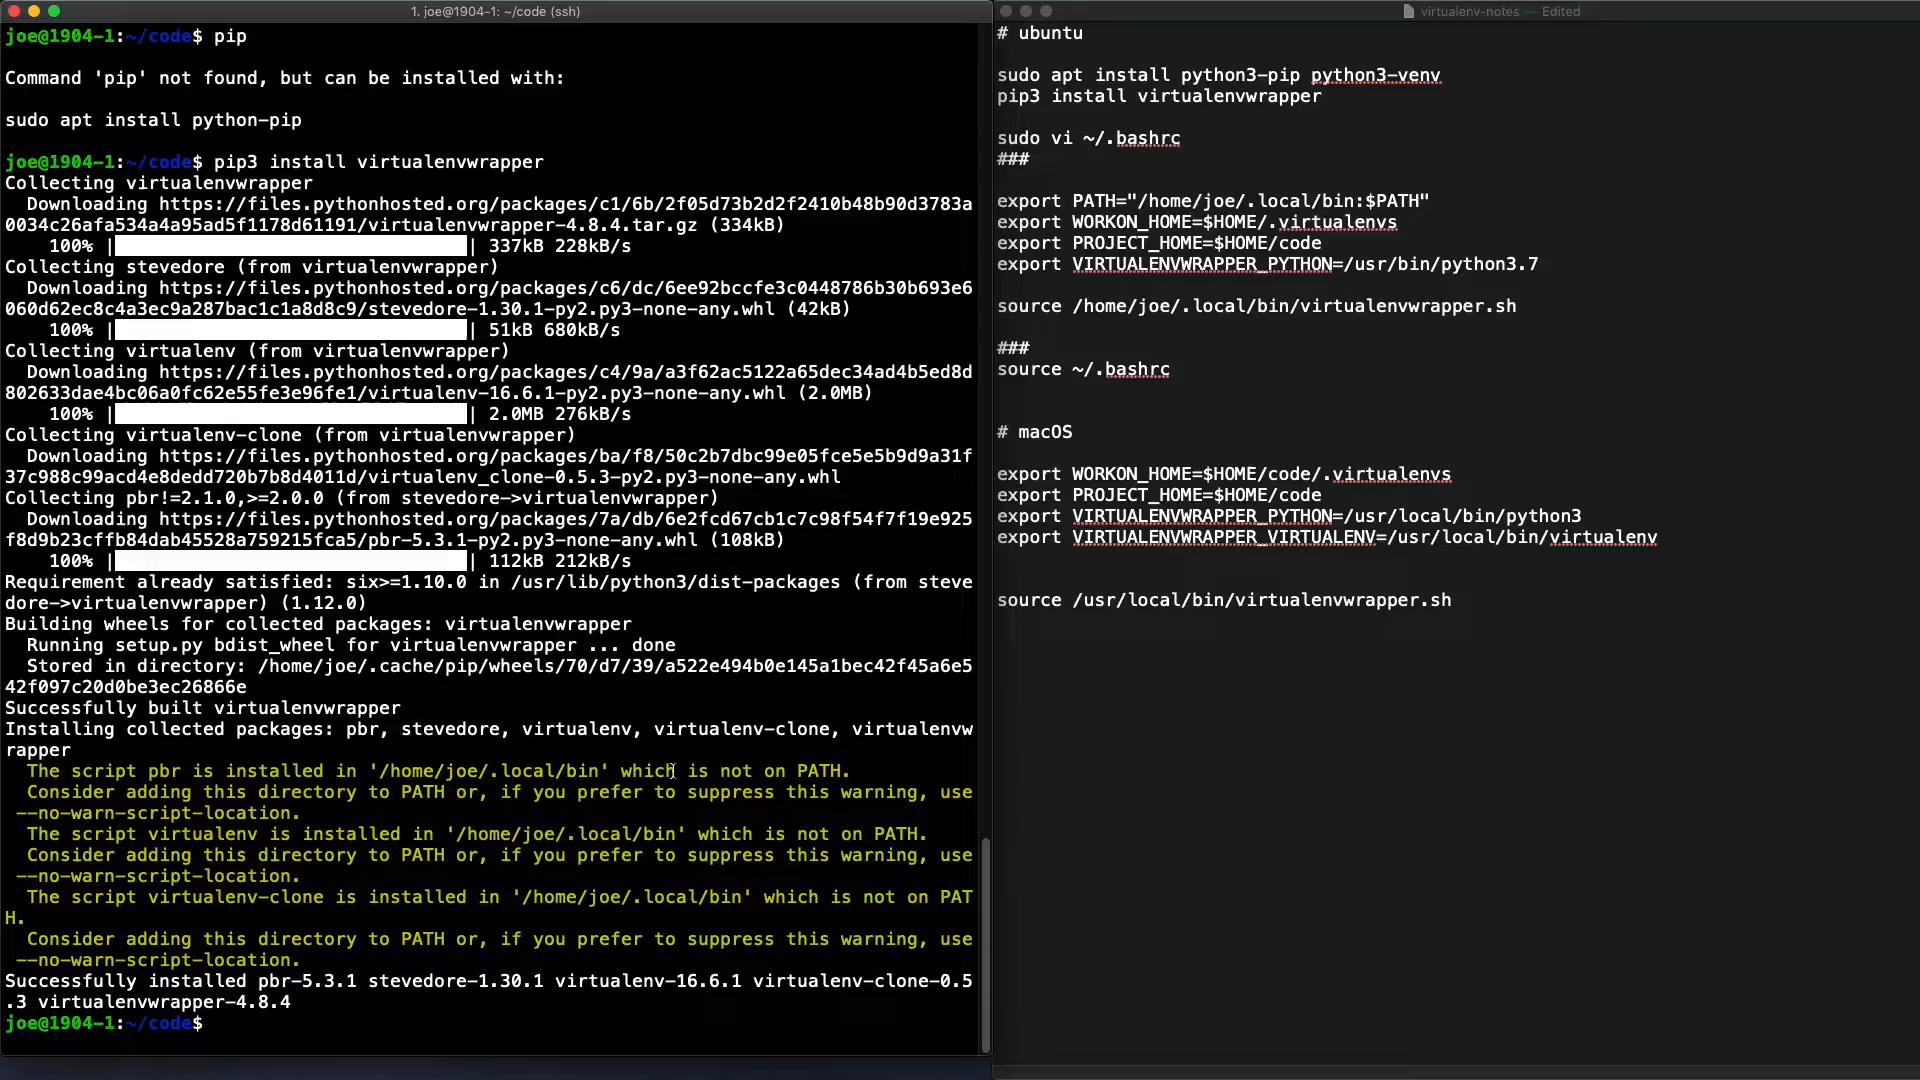 1. joe@1904-1: ~/code (ssh)
joe@1904-1:~/code$ pip
Command 'pip' not found, but can be installed with:
sudo apt install python-pip
joe@1904-1:~/code$ pip3 install virtualenvwrapper
Collecting virtualenvwrapper
  Downloading https://files.pythonhosted.org/packages/c1/6b/2f05d73b2d2f2410b48b90d3783a
0034c26afa534a4a95ad5f1178d61191/virtualenvwrapper-4.8.4.tar.gz (334kB)
    100% || 337kB 228kB/s
Collecting stevedore (from virtualenvwrapper)
  Downloading https://files.pythonhosted.org/packages/c6/dc/6ee92bccfe3c0448786b30b693e6
060d62ec8c4a3ec9a287bac1c1a8d8c9/stevedore-1.30.1-py2.py3-none-any.whl (42kB)
    100% || 51kB 680kB/s
Collecting virtualenv (from virtualenvwrapper)
  Downloading https://files.pythonhosted.org/packages/c4/9a/a3f62ac5122a65dec34ad4b5ed8d
802633dae4bc06a0fc62e55fe3e96fe1/virtualenv-16.6.1-py2.py3-none-any.whl (2.0MB)
    100% || 2.0MB 276kB/s
Collecting virtualenv-clone (from virtualenvwrapper)
  Downloading https://files.pythonhosted.org/packages/ba/f8/50c2b7dbc99e05fce5e5b9d9a31f
37c988c99acd4e8dedd720b7b8d4011d/virtualenv_clone-0.5.3-py2.py3-none-any.whl
Collecting pbr!=2.1.0,>=2.0.0 (from stevedore->virtualenvwrapper)
  Downloading https://files.pythonhosted.org/packages/7a/db/6e2fcd67cb1c7c98f54f7f19e925
f8d9b23cffb84dab45528a759215fca5/pbr-5.3.1-py2.py3-none-any.whl (108kB)
    100% || 112kB 212kB/s
Requirement already satisfied: six>=1.10.0 in /usr/lib/python3/dist-packages (from steve
dore->virtualenvwrapper) (1.12.0)
Building wheels for collected packages: virtualenvwrapper
  Running setup.py bdist_wheel for virtualenvwrapper ... done
  Stored in directory: /home/joe/.cache/pip/wheels/70/d7/39/a522e494b0e145a1bec42f45a6e5
42f097c20d0be3ec26866e
Successfully built virtualenvwrapper
Installing collected packages: pbr, stevedore, virtualenv, virtualenv-clone, virtualenvw
rapper
  The script pbr is installed in '/home/joe/.local/bin' which is not on PATH.
  Consider adding this directory to PATH or, if you prefer to suppress this warning, use
 --no-warn-script-location.
  The script virtualenv is installed in '/home/joe/.local/bin' which is not on PATH.
  Consider adding this directory to PATH or, if you prefer to suppress this warning, use
 --no-warn-script-location.
  The script virtualenv-clone is installed in '/home/joe/.local/bin' which is not on PAT
H.
  Consider adding this directory to PATH or, if you prefer to suppress this warning, use
 --no-warn-script-location.
Successfully installed pbr-5.3.1 stevedore-1.30.1 virtualenv-16.6.1 virtualenv-clone-0.5
.3 virtualenvwrapper-4.8.4
joe@1904-1:~/code$
virtualenv-notes — Edited
# ubuntu
sudo apt install python3-pip python3-venv
pip3 install virtualenvwrapper
sudo vi ~/.bashrc
###
export PATH="/home/joe/.local/bin:$PATH"
export WORKON_HOME=$HOME/.virtualenvs
export PROJECT_HOME=$HOME/code
export VIRTUALENVWRAPPER_PYTHON=/usr/bin/python3.7
source /home/joe/.local/bin/virtualenvwrapper.sh
###
source ~/.bashrc
# macOS
export WORKON_HOME=$HOME/code/.virtualenvs
export PROJECT_HOME=$HOME/code
export VIRTUALENVWRAPPER_PYTHON=/usr/local/bin/python3
export VIRTUALENVWRAPPER_VIRTUALENV=/usr/local/bin/virtualenv
source /usr/local/bin/virtualenvwrapper.sh